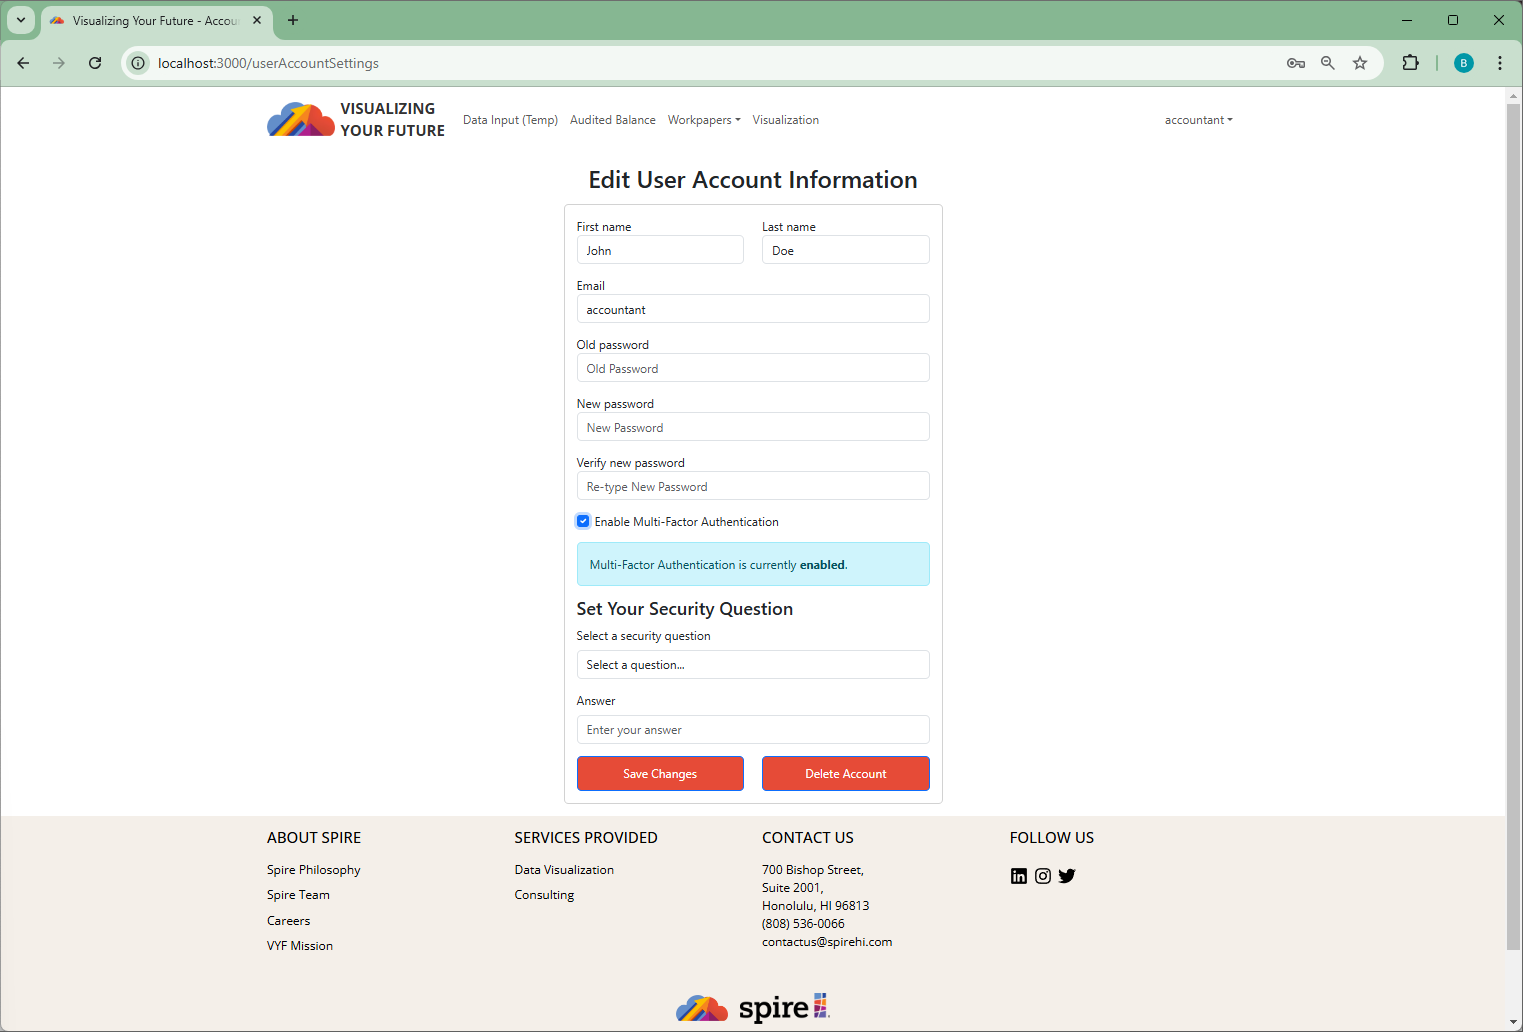 Visualizing Your Future - Accou
localhost:3000/userAccountSettings
B
VISUALIZING
YOUR FUTURE
Data Input (Temp) Audited Balance Workpapers Visualization
accountant
Edit User Account Information
First name Last name
John Doe
Email
accountant
Old password
Old Password
New password
New Password
Verify new password
Re-type New Password
Enable Multi-Factor Authentication
Multi-Factor Authentication is currently enabled.
Set Your Security Question
Select a security question
Select a question...
Answer
Enter your answer
Save Changes Delete Account
ABOUT SPIRE
Spire Philosophy
Spire Team
Careers
VYF Mission
SERVICES PROVIDED
Data Visualization
Consulting
CONTACT US
700 Bishop Street,
Suite 2001,
Honolulu, HI 96813
(808) 536-0066
contactus@spirehi.com
FOLLOW US
spire